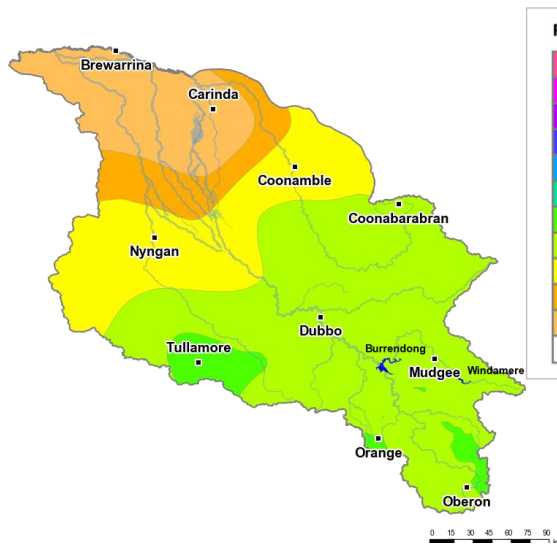 Brewarrina
Carinda
Coonamble
Coonabarabran
Nyngan
Dubbo
Tullamore
Burrendong
Mudgee
Windamere
Orange
Oberon
0 15 30 45 60 75 90